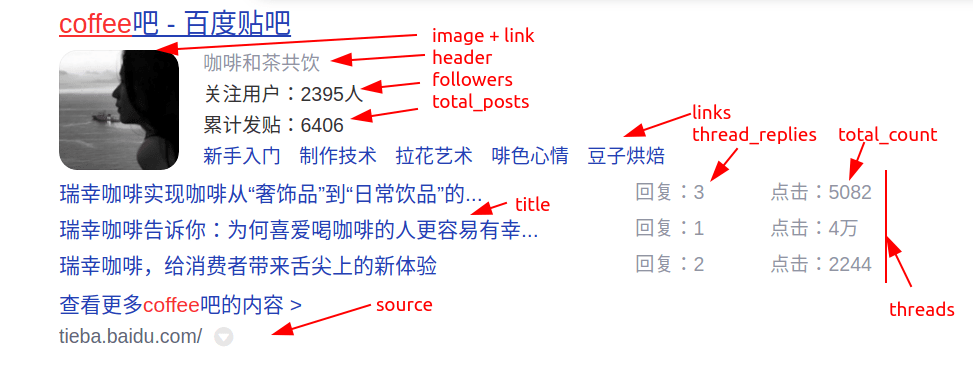 coffee吧 - 百度贴吧
image + link
咖啡和茶共饮
header
关注用户：2395人
followers
累计发贴：6406
total_posts
links
新手入门 制作技术 拉花艺术 啡色心情 豆子烘焙
thread_replies
total_count
瑞幸咖啡实现咖啡从“奢饰品”到“日常饮品”的... 回复：3 点击：5082
title
瑞幸咖啡告诉你：为何喜爱喝咖啡的人更容易有幸... 回复：1 点击：4万
瑞幸咖啡，给消费者带来舌尖上的新体验 回复：2 点击：2244
threads
查看更多coffee吧的内容 >
source
tieba.baidu.com/